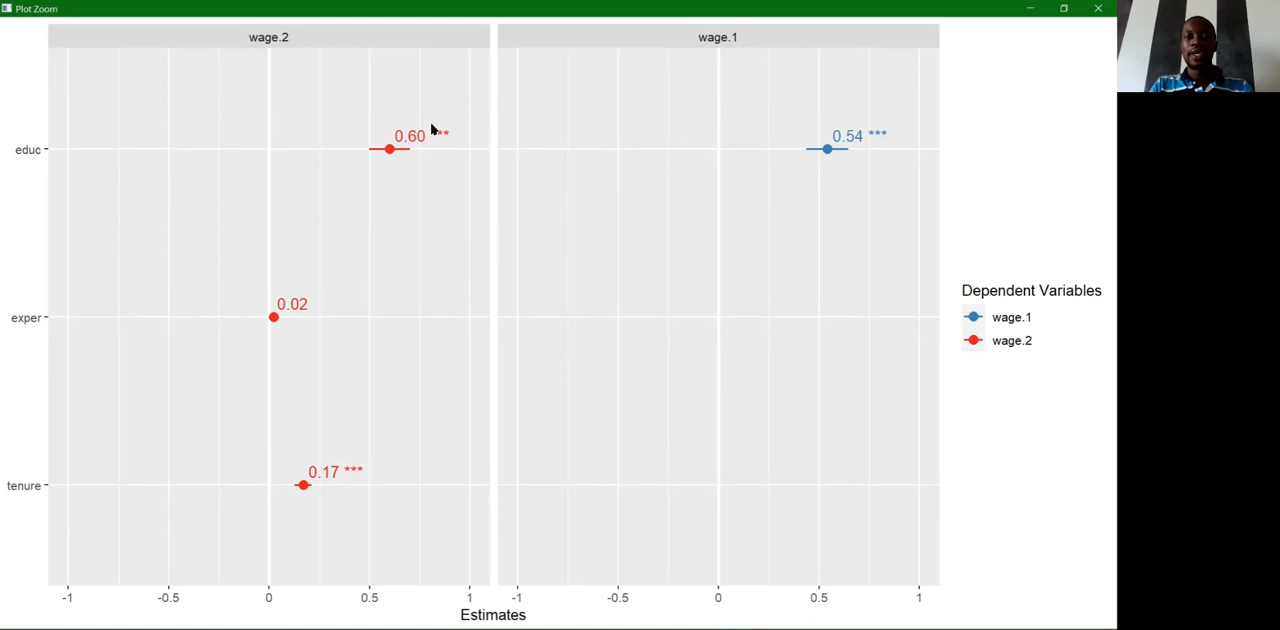 Plot Zoom
wage.2
wage.1
0.60 **
0.54 ***
educ
0.02
exper
0.17 ***
tenure
Dependent Variables
wage.1
wage.2
-1 -0.5 0 0.5 1
-1 -0.5 0 0.5 1
Estimates